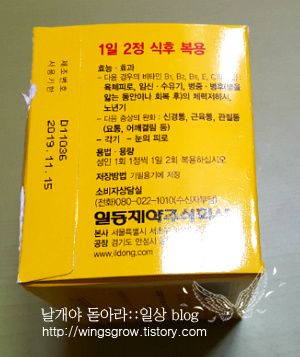 제조번호
사용기한
D11036
2019. 11. 15
1일 2정 식후 복용
효능·효과
- 다음 경우의 비타민 B₁, B₂, B₆, E, C의
육체피로, 임신·수유기, 병중·병후(병을
앓는 동안이나 회복 후)의 체력저하시,
노년기
- 다음 증상의 완화 : 신경통, 근육통, 관절통
(요통, 어깨결림 등)
- 각기 - 눈의 피로
용법·용량
성인 1회 1정씩 1일 2회 복용하십시오.
저장방법 기밀용기에 저장
소비자상담실
(전화)080-022-1010(수신자부담)
일동제약주식회사
본사 서울특별시
공장 경기도 안성시
www.ildong.com
날개야 돋아라::일상 blog
http://wingsgrow.tistory.com